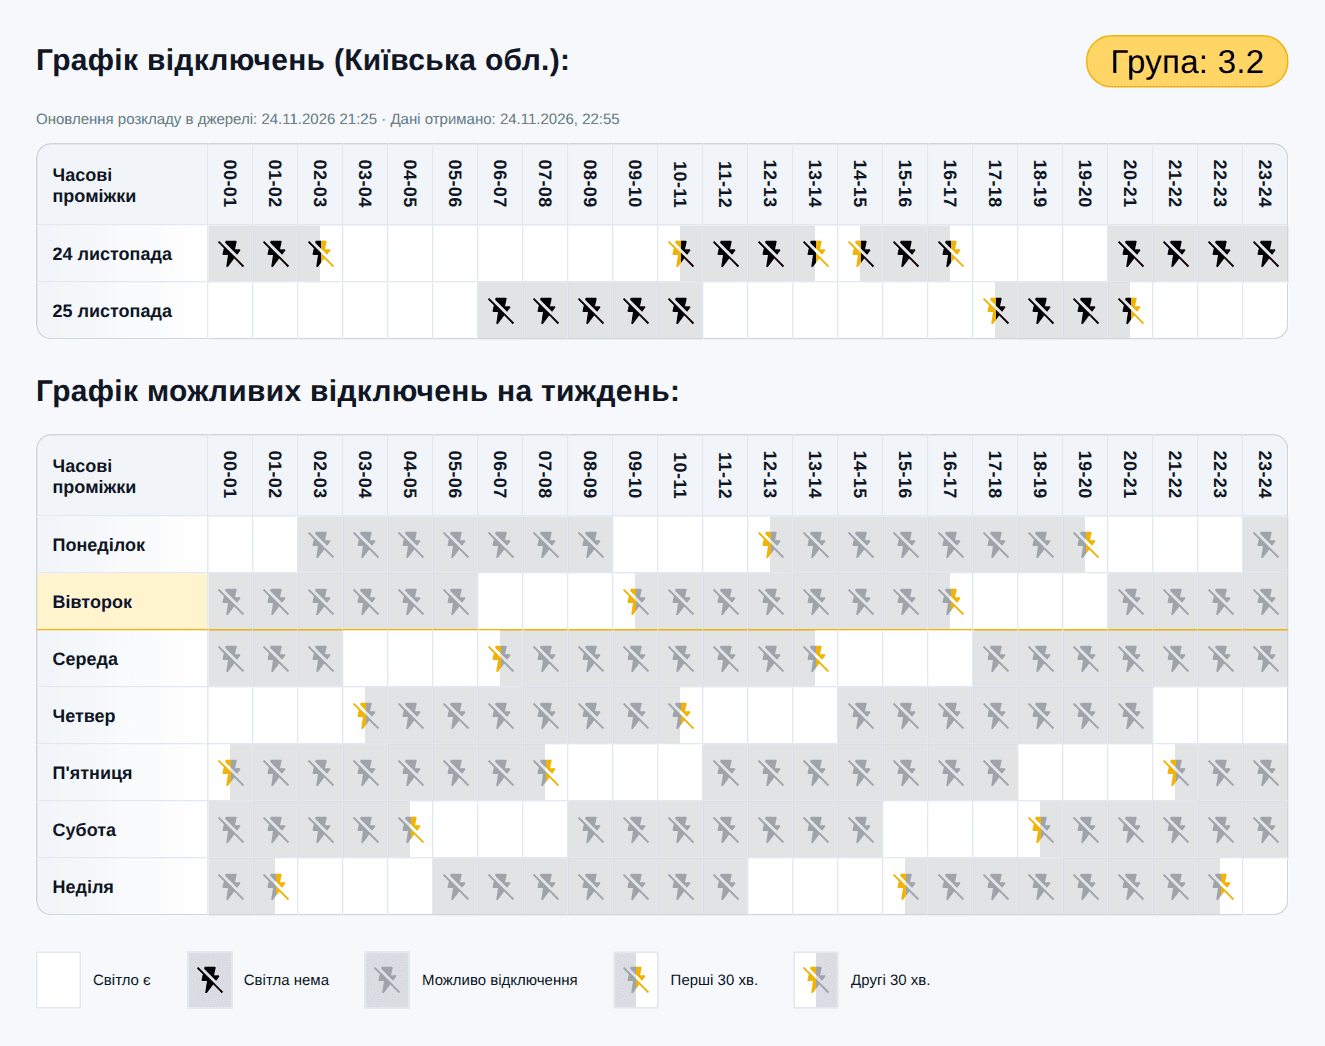 Графік відключень (Київська обл.):
Група: 3.2
Оновлення розкладу в джерелі: 24.11.2026 21:25 · Дані отримано: 24.11.2026, 22:55
Часові проміжки 00-01 01-02 02-03 03-04 04-05 05-06 06-07 07-08 08-09 09-10 10-11 11-12 12-13 13-14 14-15 15-16 16-17 17-18 18-19 19-20 20-21 21-22 22-23 23-24
24 листопада
25 листопада
Графік можливих відключень на тиждень:
Часові проміжки 00-01 01-02 02-03 03-04 04-05 05-06 06-07 07-08 08-09 09-10 10-11 11-12 12-13 13-14 14-15 15-16 16-17 17-18 18-19 19-20 20-21 21-22 22-23 23-24
Понеділок
Вівторок
Середа
Четвер
П'ятниця
Субота
Неділя
Світло є Світла нема Можливо відключення Перші 30 хв. Другі 30 хв.